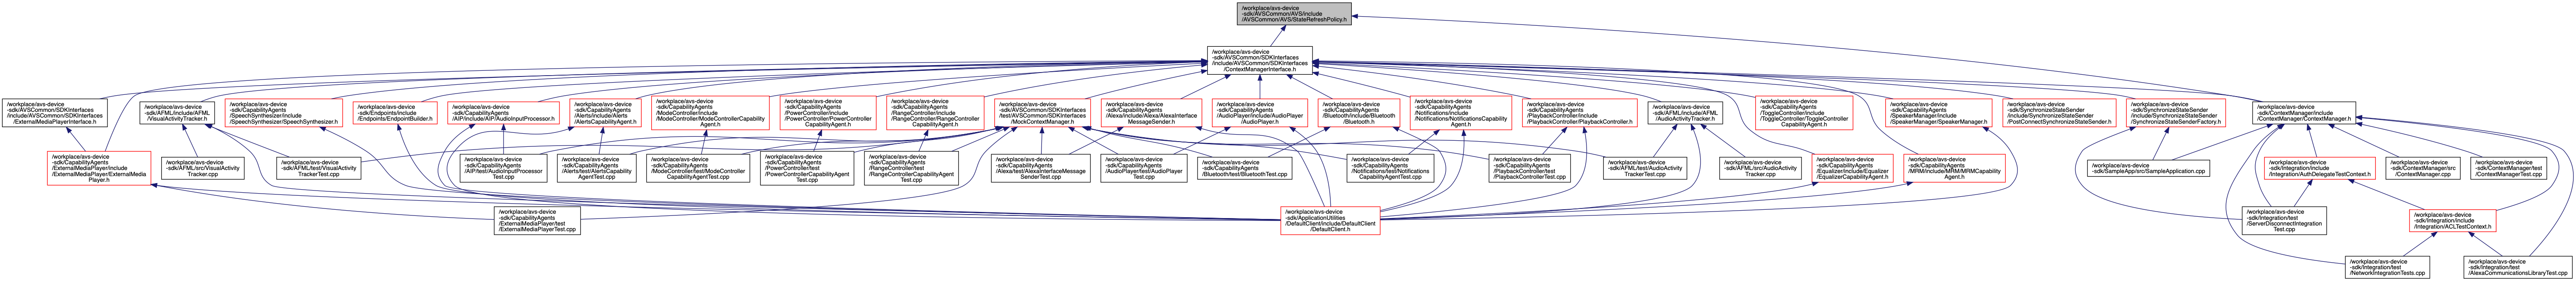 /workplace/avs-device
-sdk/AVSCommon/AVS/include
/AVSCommon/AVS/StateRefreshPolicy.h
/workplace/avs-device
-sdk/AVSCommon/SDKInterfaces
/include/AVSCommon/SDKInterfaces
/ContextManagerInterface.h
/workplace/avs-device
-sdk/AVSCommon/SDKInterfaces
/include/AVSCommon/SDKInterfaces
/ExternalMediaPlayerInterface.h
/workplace/avs-device
-sdk/AFML/include/AFML
/VisualActivityTracker.h
/workplace/avs-device
-sdk/CapabilityAgents
/SpeechSynthesizer/include
/SpeechSynthesizer/SpeechSynthesizer.h
/workplace/avs-device
-sdk/Endpoints/include
/Endpoints/EndpointBuilder.h
/workplace/avs-device
-sdk/CapabilityAgents
/AIP/include/AIP/AudioInputProcessor.h
/workplace/avs-device
-sdk/CapabilityAgents
/Alerts/include/Alerts
/AlertsCapabilityAgent.h
/workplace/avs-device
-sdk/CapabilityAgents
/ModeController/include
/ModeController/ModeControllerCapability
Agent.h
/workplace/avs-device
-sdk/CapabilityAgents
/PowerController/include
/PowerController/PowerController
CapabilityAgent.h
/workplace/avs-device
-sdk/CapabilityAgents
/RangeController/include
/RangeController/RangeController
CapabilityAgent.h
/workplace/avs-device
-sdk/AVSCommon/SDKInterfaces
/test/AVSCommon/SDKInterfaces
/MockContextManager.h
/workplace/avs-device
-sdk/CapabilityAgents
/Alexa/include/Alexa/AlexaInterface
MessageSender.h
/workplace/avs-device
-sdk/CapabilityAgents
/AudioPlayer/include/AudioPlayer
/AudioPlayer.h
/workplace/avs-device
-sdk/CapabilityAgents
/Bluetooth/include/Bluetooth
/Bluetooth.h
/workplace/avs-device
-sdk/CapabilityAgents
/Notifications/include
/Notifications/NotificationsCapability
Agent.h
/workplace/avs-device
-sdk/CapabilityAgents
/PlaybackController/include
/PlaybackController/PlaybackController.h
/workplace/avs-device
-sdk/AFML/include/AFML
/AudioActivityTracker.h
/workplace/avs-device
-sdk/CapabilityAgents
/ToggleController/include
/ToggleController/ToggleController
CapabilityAgent.h
/workplace/avs-device
-sdk/CapabilityAgents
/SpeakerManager/include
/SpeakerManager/SpeakerManager.h
/workplace/avs-device
-sdk/SynchronizeStateSender
/include/SynchronizeStateSender
/PostConnectSynchronizeStateSender.h
/workplace/avs-device
-sdk/SynchronizeStateSender
/include/SynchronizeStateSender
/SynchronizeStateSenderFactory.h
/workplace/avs-device
-sdk/ContextManager/include
/ContextManager/ContextManager.h
/workplace/avs-device
-sdk/CapabilityAgents
/ExternalMediaPlayer/include
/ExternalMediaPlayer/ExternalMedia
Player.h
/workplace/avs-device
-sdk/AFML/src/VisualActivity
Tracker.cpp
/workplace/avs-device
-sdk/AFML/test/VisualActivity
TrackerTest.cpp
/workplace/avs-device
-sdk/CapabilityAgents
/AIP/test/AudioInputProcessor
Test.cpp
/workplace/avs-device
-sdk/CapabilityAgents
/Alerts/test/AlertsCapability
AgentTest.cpp
/workplace/avs-device
-sdk/CapabilityAgents
/ModeController/test/ModeController
CapabilityAgentTest.cpp
/workplace/avs-device
-sdk/CapabilityAgents
/PowerController/test
/PowerControllerCapabilityAgent
Test.cpp
/workplace/avs-device
-sdk/CapabilityAgents
/RangeController/test
/RangeControllerCapabilityAgent
Test.cpp
/workplace/avs-device
-sdk/CapabilityAgents
/Alexa/test/AlexaInterfaceMessage
SenderTest.cpp
/workplace/avs-device
-sdk/CapabilityAgents
/AudioPlayer/test/AudioPlayer
Test.cpp
/workplace/avs-device
-sdk/CapabilityAgents
/Bluetooth/test/BluetoothTest.cpp
/workplace/avs-device
-sdk/CapabilityAgents
/Notifications/test/Notifications
CapabilityAgentTest.cpp
/workplace/avs-device
-sdk/CapabilityAgents
/PlaybackController/test
/PlaybackControllerTest.cpp
/workplace/avs-device
-sdk/AFML/test/AudioActivity
TrackerTest.cpp
/workplace/avs-device
-sdk/AFML/src/AudioActivity
Tracker.cpp
/workplace/avs-device
-sdk/CapabilityAgents
/Equalizer/include/Equalizer
/EqualizerCapabilityAgent.h
/workplace/avs-device
-sdk/CapabilityAgents
/MRM/include/MRM/MRMCapability
Agent.h
/workplace/avs-device
-sdk/SampleApp/src/SampleApplication.cpp
/workplace/avs-device
-sdk/Integration/include
/Integration/AuthDelegateTestContext.h
/workplace/avs-device
-sdk/ContextManager/src
/ContextManager.cpp
/workplace/avs-device
-sdk/ContextManager/test
/ContextManagerTest.cpp
/workplace/avs-device
-sdk/CapabilityAgents
/ExternalMediaPlayer/test
/ExternalMediaPlayerTest.cpp
/workplace/avs-device
-sdk/ApplicationUtilities
/DefaultClient/include/DefaultClient
/DefaultClient.h
/workplace/avs-device
-sdk/Integration/test
/ServerDisconnectIntegration
Test.cpp
/workplace/avs-device
-sdk/Integration/include
/Integration/ACLTestContext.h
/workplace/avs-device
-sdk/Integration/test
/NetworkIntegrationTests.cpp
/workplace/avs-device
-sdk/Integration/test
/AlexaCommunicationsLibraryTest.cpp